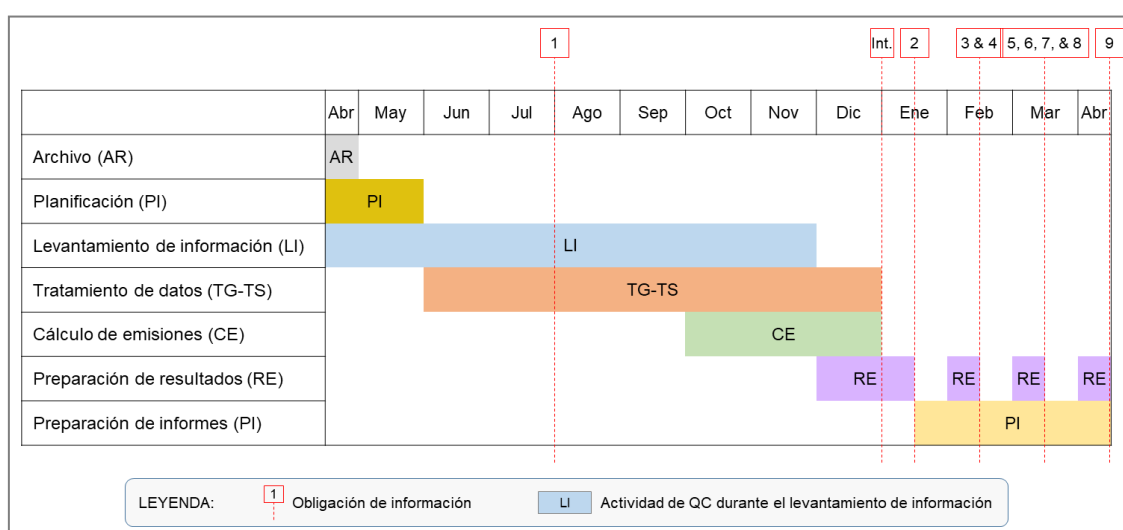 1 Int. 2 3 & 4 5, 6, 7, & 8 9
Abr May Jun Jul Ago Sep Oct Nov Dic Ene Feb Mar Abr
Archivo (AR) AR
Planificación (PI) PI
Levantamiento de información (LI) LI
Tratamiento de datos (TG-TS) TG-TS
Cálculo de emisiones (CE) CE
Preparación de resultados (RE) RE RE RE RE
Preparación de informes (PI) PI
LEYENDA: 1 Obligación de información LI Actividad de QC durante el levantamiento de información